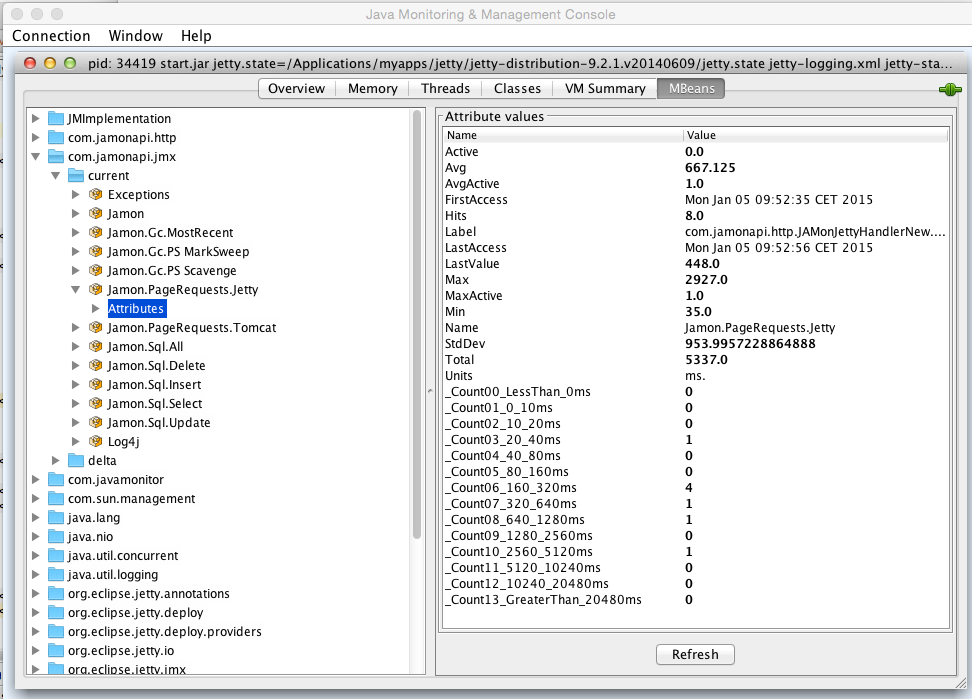 Java Monitoring & Management Console
Connection Window Help
pid: 34419 start.jar jetty.state=/Applications/myapps/jetty/jetty-distribution-9.2.1.v20140609/jetty.state jetty-logging.xml jetty-sta...
Overview Memory Threads Classes VM Summary MBeans
JMImplementation
com.jamonapi.http
com.jamonapi.jmx
current
Exceptions
Jamon
Jamon.Gc.MostRecent
Jamon.Gc.PS MarkSweep
Jamon.Gc.PS Scavenge
Jamon.PageRequests.Jetty
Attributes
Jamon.PageRequests.Tomcat
Jamon.Sql.All
Jamon.Sql.Delete
Jamon.Sql.Insert
Jamon.Sql.Select
Jamon.Sql.Update
Log4j
delta
com.javamonitor
com.sun.management
java.lang
java.nio
java.util.concurrent
java.util.logging
org.eclipse.jetty.annotations
org.eclipse.jetty.deploy
org.eclipse.jetty.deploy.providers
org.eclipse.jetty.io
org.eclipse.jetty.jmx
Attribute values
Name Value
Active 0.0
Avg 667.125
AvgActive 1.0
FirstAccess Mon Jan 05 09:52:35 CET 2015
Hits 8.0
Label com.jamonapi.http.JAMonJettyHandlerNew....
LastAccess Mon Jan 05 09:52:56 CET 2015
LastValue 448.0
Max 2927.0
MaxActive 1.0
Min 35.0
Name Jamon.PageRequests.Jetty
StdDev 953.9957228864888
Total 5337.0
Units ms.
_Count00_LessThan_0ms 0
_Count01_0_10ms 0
_Count02_10_20ms 0
_Count03_20_40ms 1
_Count04_40_80ms 0
_Count05_80_160ms 0
_Count06_160_320ms 4
_Count07_320_640ms 1
_Count08_640_1280ms 1
_Count09_1280_2560ms 0
_Count10_2560_5120ms 1
_Count11_5120_10240ms 0
_Count12_10240_20480ms 0
_Count13_GreaterThan_20480ms 0
Refresh